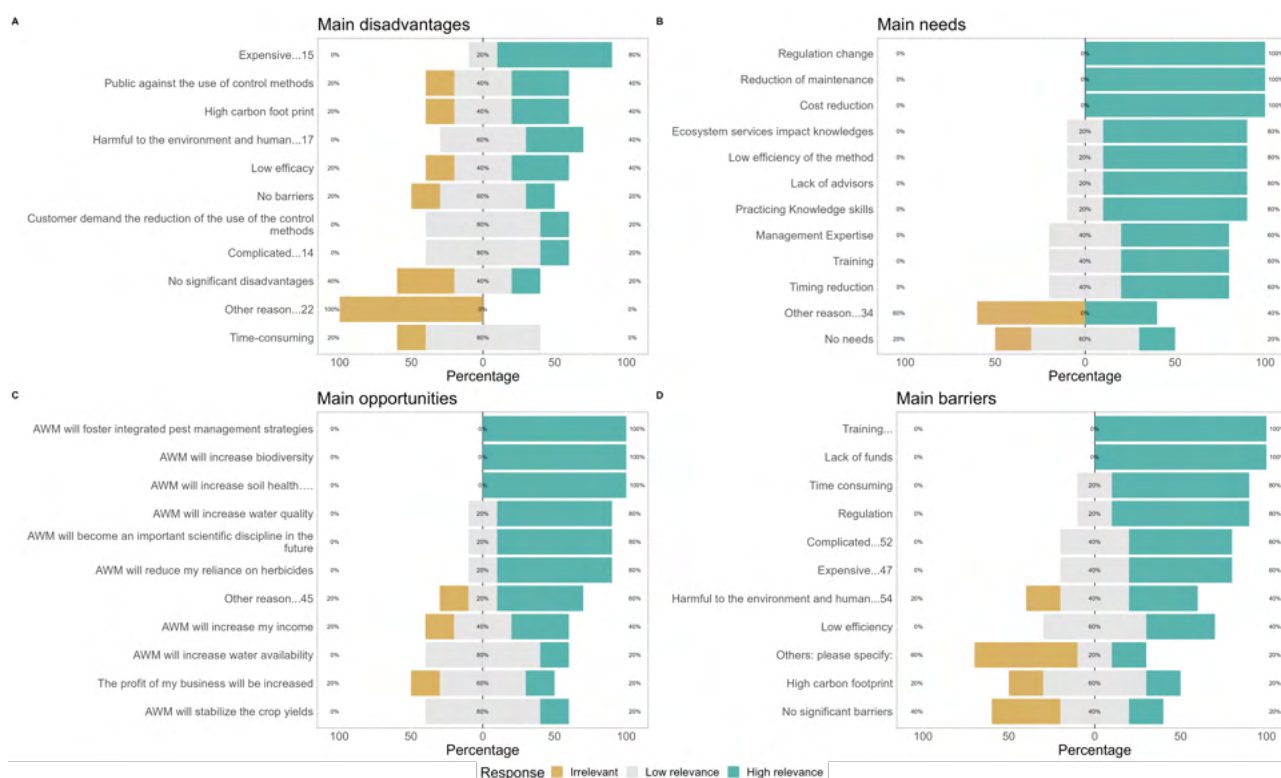 A
Main disadvantages
Expensive...15 0% 20% 80%
Public against the use of control methods 20% 40% 40%
High carbon foot print 20% 40% 40%
Harmful to the environment and human...17 0% 60% 40%
Low efficacy 20% 40% 40%
No barriers 20% 60% 20%
Customer demand the reduction of the use of the control
methods 0% 80% 20%
Complicated...14 0% 80% 20%
No significant disadvantages 40% 40% 20%
Other reason...22 100% 0% 0%
Time-consuming 20% 80% 0%
100 50 0 50 100
Percentage
B
Main needs
Regulation change 0% 0% 100%
Reduction of maintenance 0% 0% 100%
Cost reduction 0% 0% 100%
Ecosystem services impact knowledges 0% 20% 80%
Low efficiency of the method 0% 20% 80%
Lack of advisors 0% 20% 80%
Practicing Knowledge skills 0% 20% 80%
Management Expertise 0% 40% 60%
Training 0% 40% 60%
Timing reduction 0% 40% 60%
Other reason...34 60% 0% 40%
No needs 20% 60% 20%
100 50 0 50 100
Percentage
C
Main opportunities
AWM will foster integrated pest management strategies 0% 0% 100%
AWM will increase biodiversity 0% 0% 100%
AWM will increase soil health.... 0% 0% 100%
AWM will increase water quality 0% 20% 80%
AWM will become an important scientific discipline in the
future 0% 20% 80%
AWM will reduce my reliance on herbicides 0% 20% 80%
Other reason...45 20% 20% 60%
AWM will increase my income 20% 40% 40%
AWM will increase water availability 0% 80% 20%
The profit of my business will be increased 20% 60% 20%
AWM will stabilize the crop yields 0% 80% 20%
100 50 0 50 100
Percentage
D
Main barriers
Training... 0% 0% 100%
Lack of funds 0% 0% 100%
Time consuming 0% 20% 80%
Regulation 0% 20% 80%
Complicated...52 0% 40% 60%
Expensive...47 0% 40% 60%
Harmful to the environment and human...54 20% 40% 40%
Low efficiency 0% 60% 40%
Others: please specify: 60% 20% 20%
High carbon footprint 20% 60% 20%
No significant barriers 40% 40% 20%
100 50 0 50 100
Percentage
Response Irrelevant Low relevance High relevance